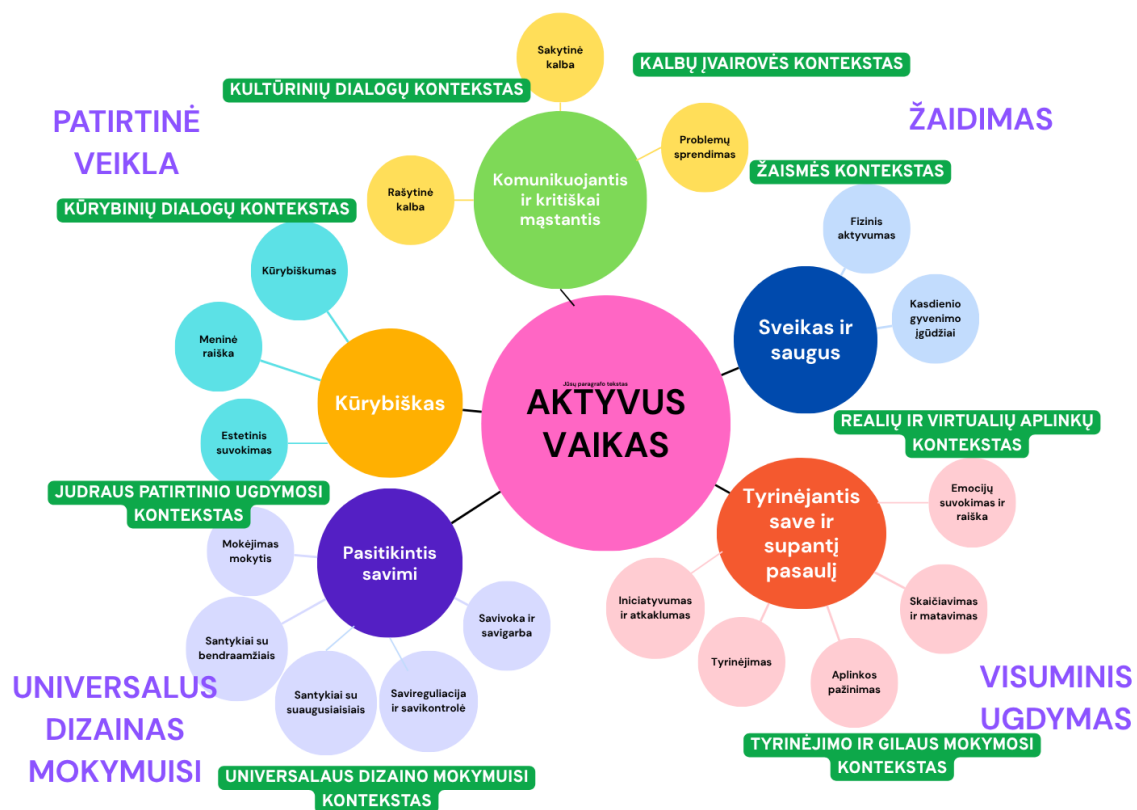 Sakytinė
kalba
KALBŲ ĮVAIROVĖS KONTEKSTAS
KULTŪRINIŲ DIALOGŲ KONTEKSTAS
PATIRTINĖ
VEIKLA
ŽAIDIMAS
Problemų
sprendimas
Komunikuojantis
ir kritiškai
mąstantis
ŽAISMĖS KONTEKSTAS
Rašytinė
kalba
KŪRYBINIŲ DIALOGŲ KONTEKSTAS
Fizinis
aktyvumas
Kūrybiškumas
Kasdienio
gyvenimo
įgūdžiai
Sveikas ir
saugus
Meninė
raiška
Kūrybiškas
Jūsų paragrafo tekstas
AKTYVUS
VAIKAS
REALIŲ IR VIRTUALIŲ APLINKŲ
KONTEKSTAS
Estetinis
suvokimas
JUDRAUS PATIRTINIO UGDYMOSI
KONTEKSTAS
Emocijų
suvokimas ir
raiška
Tyrinėjantis
save ir
supantį
pasaulį
Mokėjimas
mokytis
Pasitikintis
savimi
Iniciatyvumas
ir atkaklumas
Skaičiavimas
ir matavimas
Savivoka ir
savigarba
Santykiai su
bendraamžiais
Tyrinėjimas
Aplinkos
pažinimas
Santykiai su
suaugusiaisiais
Savireguliacija
ir savikontrolė
UNIVERSALUS
DIZAINAS
MOKYMUISI
VISUMINIS
UGDYMAS
TYRINĖJIMO IR GILAUS MOKYMOSI
KONTEKSTAS
UNIVERSALAUS DIZAINO MOKYMUISI
KONTEKSTAS